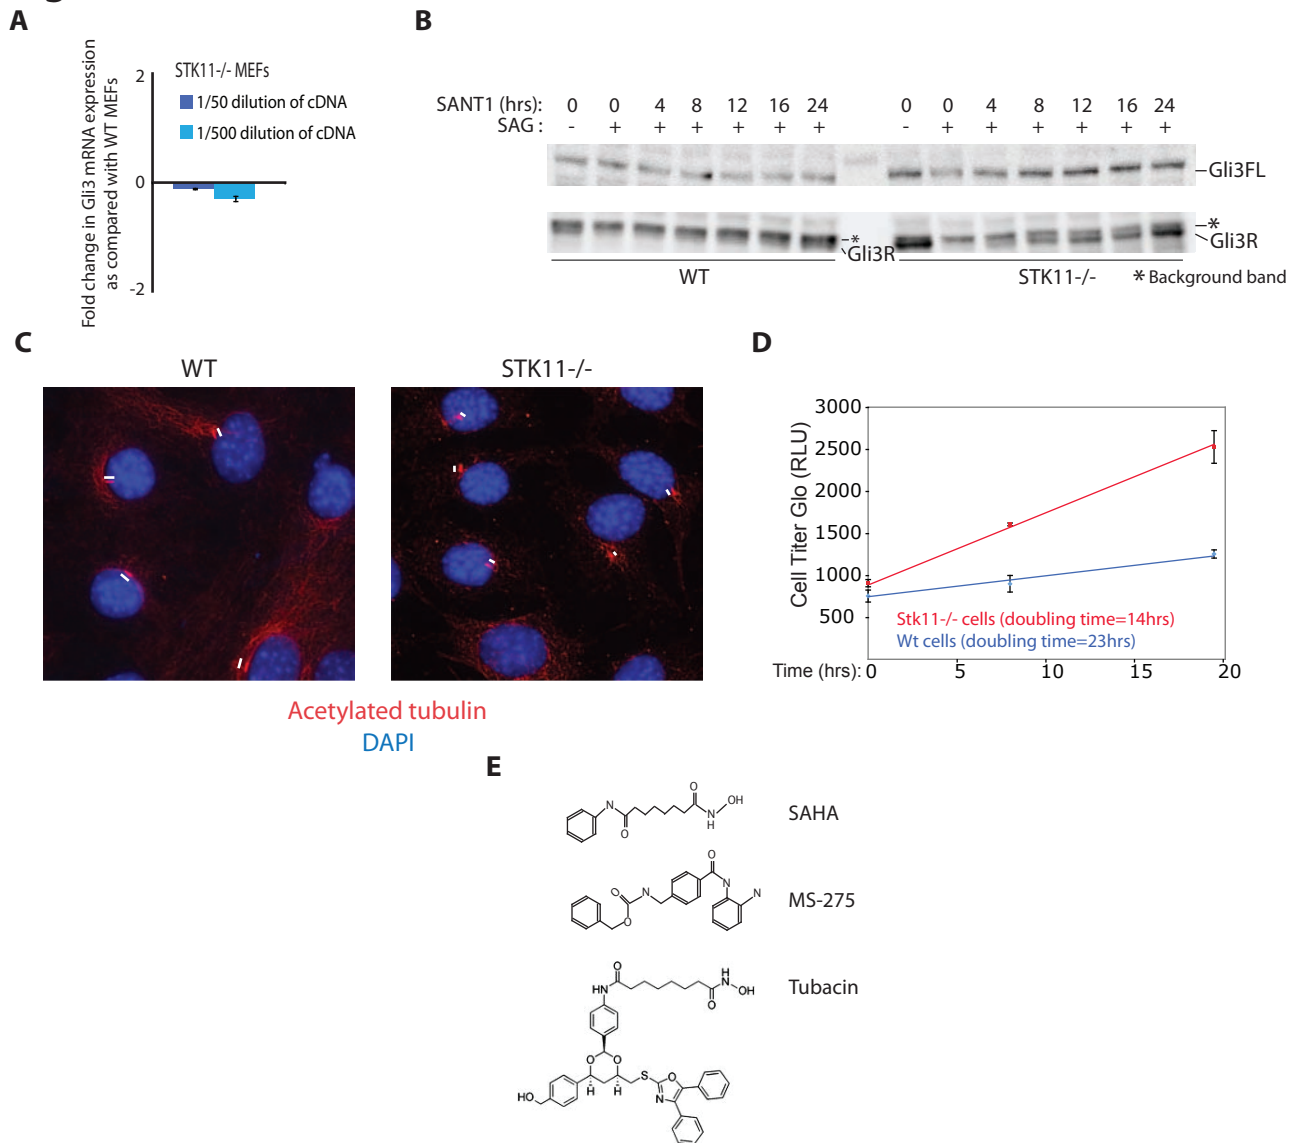 A
Fold change in Gli3 mRNA expression
as compared with WT MEFs
2
0
-2
STK11-/- MEFs
1/50 dilution of cDNA
1/500 dilution of cDNA
B
SANT1 (hrs): 0 0 4 8 12 16 24 0 0 4 8 12 16 24
SAG : - + + + + + + - + + + + + +
Gli3FL
*
Gli3R
*
Gli3R
WT
STK11-/-
* Background band
C
WT
STK11-/-
Acetylated tubulin
DAPI
D
Cell Titer Glo (RLU)
3000
2500
2000
1500
1000
500
Stk11-/- cells (doubling time=14hrs)
Wt cells (doubling time=23hrs)
Time (hrs): 0 5 10 15 20
E
O
OH
N
N
H
O
SAHA
O
N
N
O
N
O
MS-275
O
H
N
OH
HN
O
Tubacin
O
O
S
O
N
H
H
HO